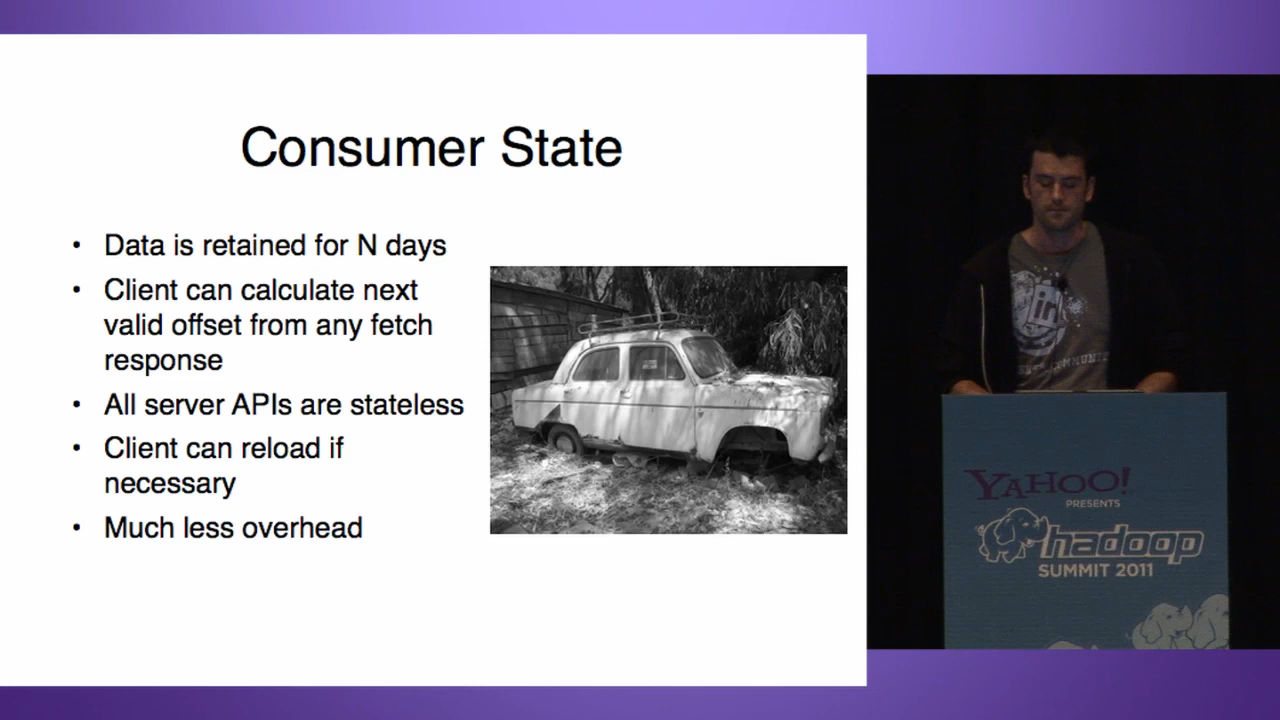 Consumer State
• Data is retained for N days
• Client can calculate next
valid offset from any fetch
response
• All server APIs are stateless
• Client can reload if
necessary
• Much less overhead
in
YAHOO!
PRESENTS
hadoop
SUMMIT 2011